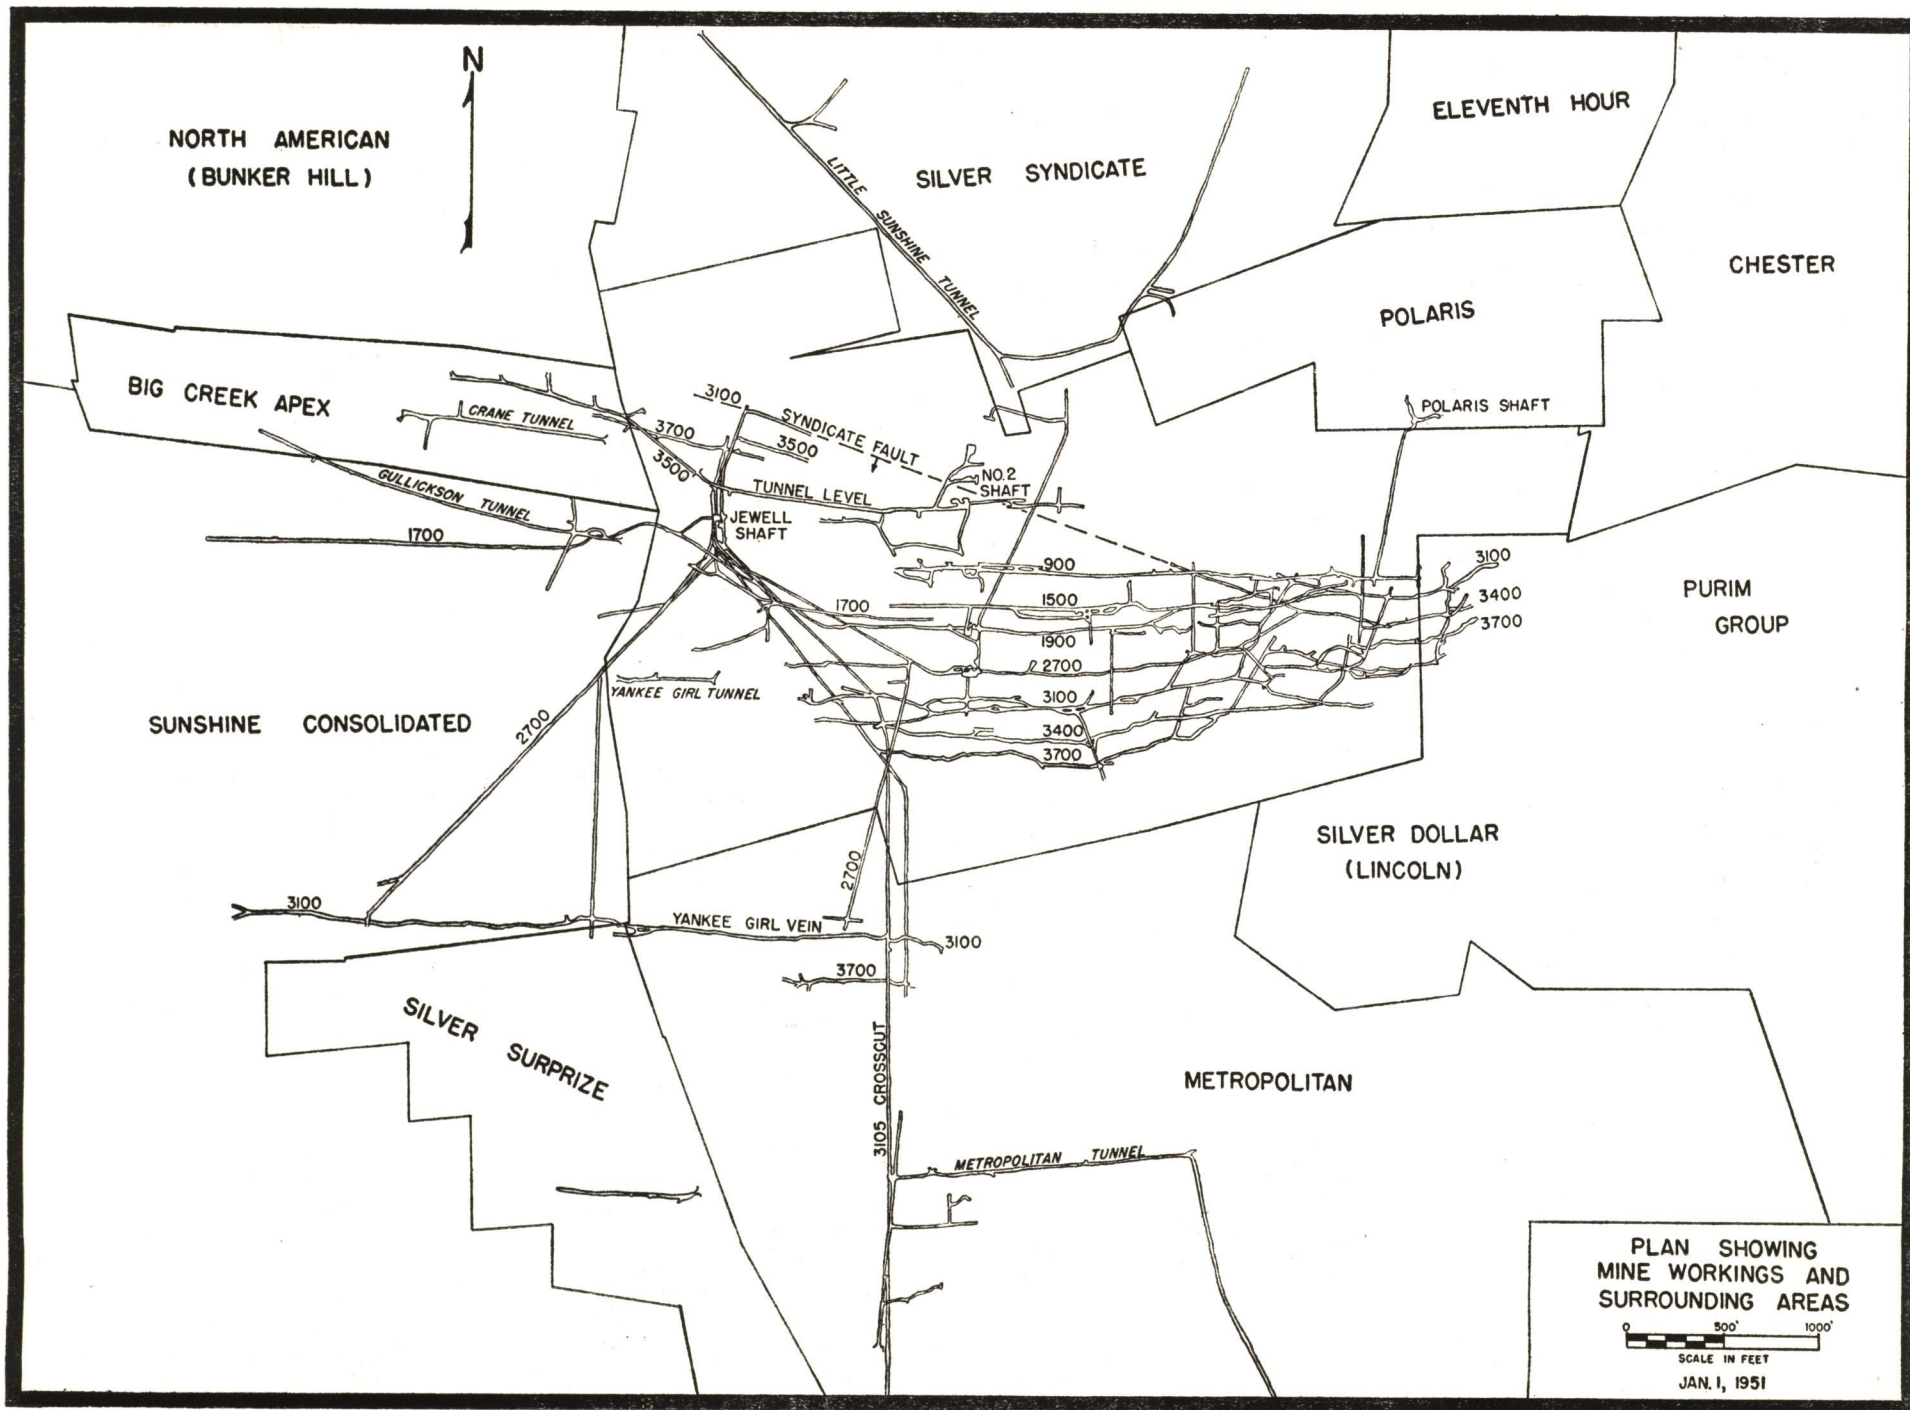 N
NORTH AMERICAN
(BUNKER HILL)
SILVER SYNDICATE
ELEVENTH HOUR
CHESTER
LITTLE SUNSHINE TUNNEL
POLARIS
BIG CREEK APEX
CRANE TUNNEL
3100
SYNDICATE FAULT
POLARIS SHAFT
3700
3500
3500
GULLICKSON TUNNEL
TUNNEL LEVEL
NO. 2
SHAFT
JEWELL
SHAFT
1700
900
3100
1500
3400
1700
3700
1900
2700
PURIM
GROUP
YANKEE GIRL TUNNEL
3100
SUNSHINE CONSOLIDATED
2700
3400
3700
SILVER DOLLAR
(LINCOLN)
2700
3100
YANKEE GIRL VEIN
3100
3700
SILVER SURPRIZE
3105 CROSSCUT
METROPOLITAN
METROPOLITAN TUNNEL
PLAN SHOWING
MINE WORKINGS AND
SURROUNDING AREAS
0 500' 1000'
SCALE IN FEET
JAN. 1, 1951